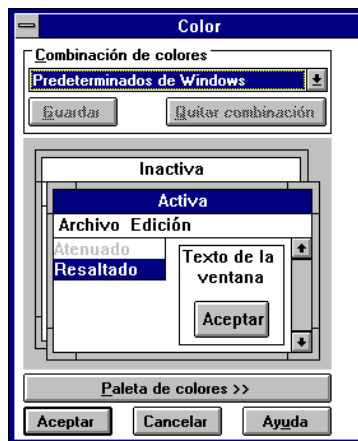 Color
Combinación de colores
Predeterminados de Windows
Guardar Quitar combinación
Inactiva
Activa
Archivo Edición
Atenuado
Resaltado
Texto de la
ventana
Aceptar
Paleta de colores >>
Aceptar Cancelar Ayuda